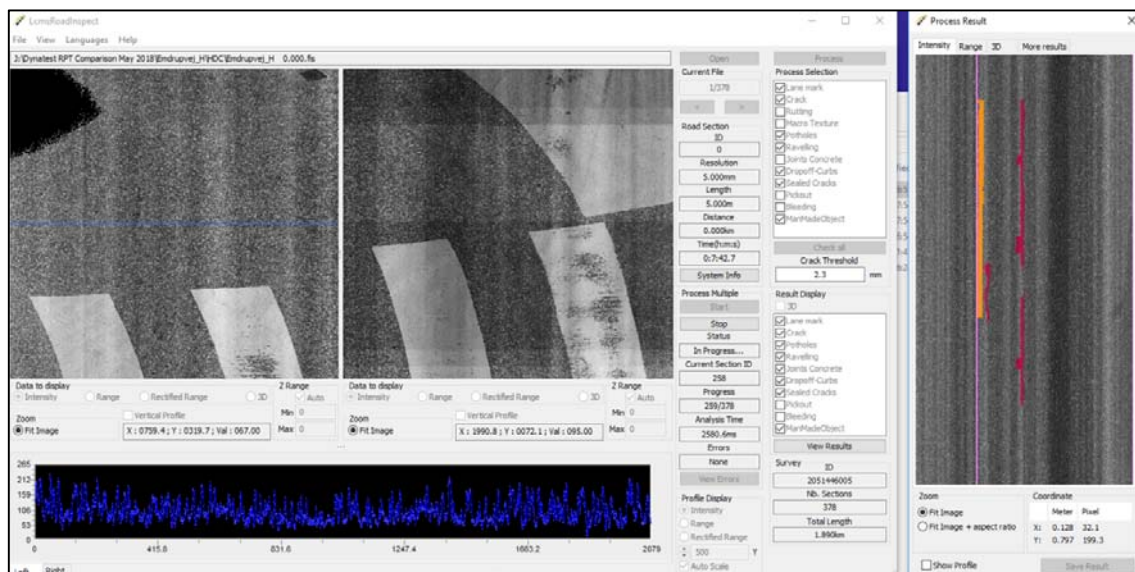 LcmsRoadInspect
File View Languages Help
J:\Dynatest RPT Comparison May 2018\Emdrupvej_H\HDC\Emdrupvej_H 0.000.fis
Data to display
Intensity Range Rectified Range 3D
Z Range
Auto
Zoom
Vertical Profile
Min 0
Fit Image
X : 0759.4; Y : 0319.7; Val : 067.00
Max 0
Data to display
Intensity Range Rectified Range 3D
Z Range
Auto
Zoom
Vertical Profile
Min 0
Fit Image
X : 1990.8; Y : 0072.1; Val : 095.00
Max 0
265
212
159
106
53
0
0 415.8 831.6 1247.4 1663.2 2079
Left Right
Open
Current File
1/378
Road Section
ID
0
Resolution
5.000mm
Length
5.000m
Distance
0.000km
Time(h:m:s)
0:7:42.7
System Info
Process Multiple
Start
Stop
Status
In Progress...
Current Section ID
258
Progress
259/378
Analysis Time
2580.6ms
Errors
None
View Errors
Profile Display
Intensity
Range
Rectified Range
500 Y
Auto Scale
Process
Process Selection
Lane mark
Crack
Rutting
Macro Texture
Potholes
Ravelling
Joints Concrete
Dropoff-Curbs
Sealed Cracks
Pickout
Bleeding
ManMadeObject
Check all
Crack Threshold
2.3 mm
Result Display
3D
Lane mark
Crack
Potholes
Ravelling
Joints Concrete
Dropoff-Curbs
Sealed Cracks
Pickout
Bleeding
ManMadeObject
View Results
Survey
ID
2051446005
Nb. Sections
378
Total Length
1.890km
Process Result
Intensity Range 3D More results
Zoom
Fit Image
Fit Image + aspect ratio
Coordinate
Meter Pixel
X: 0.128 32.1
Y: 0.797 199.3
Show Profile
Save Result